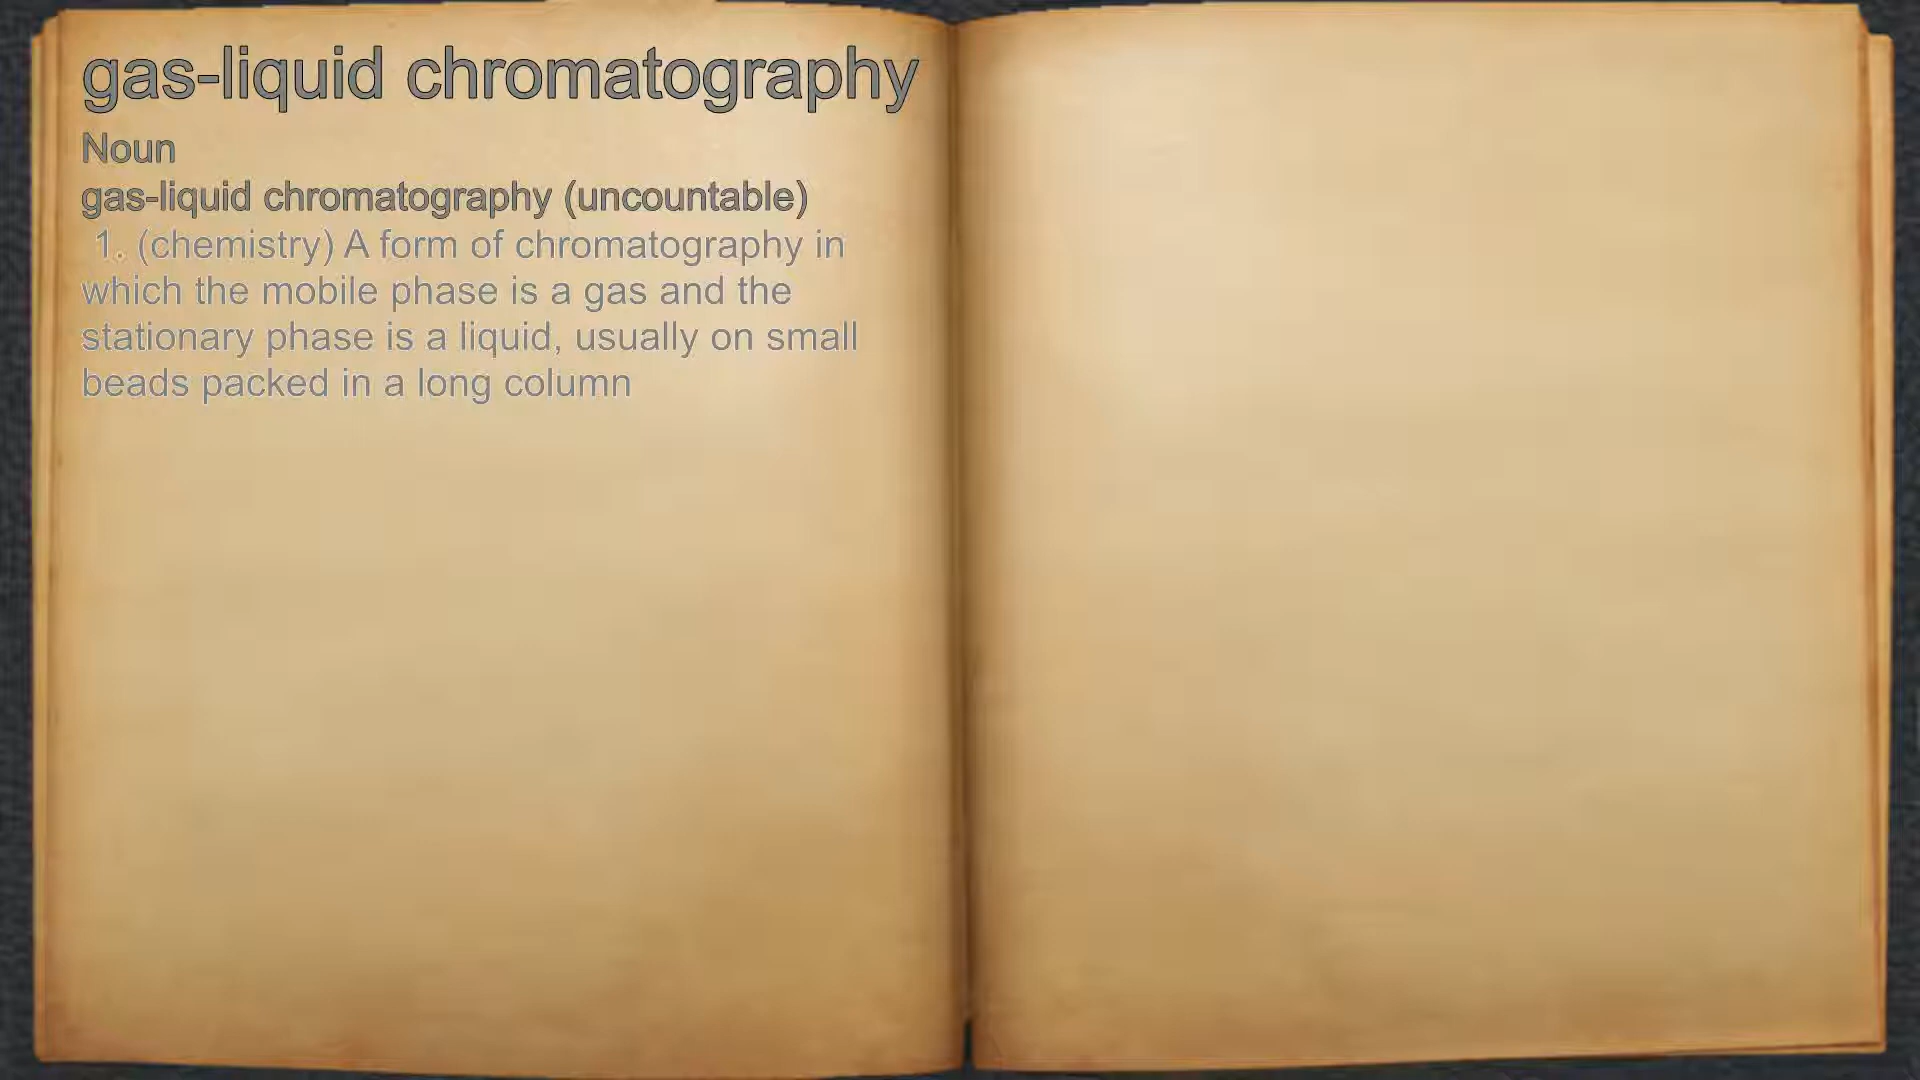 gas-liquid chromatography
Noun
gas-liquid chromatography (uncountable)
1. (chemistry) A form of chromatography in
which the mobile phase is a gas and the
stationary phase is a liquid, usually on small
beads packed in a long column